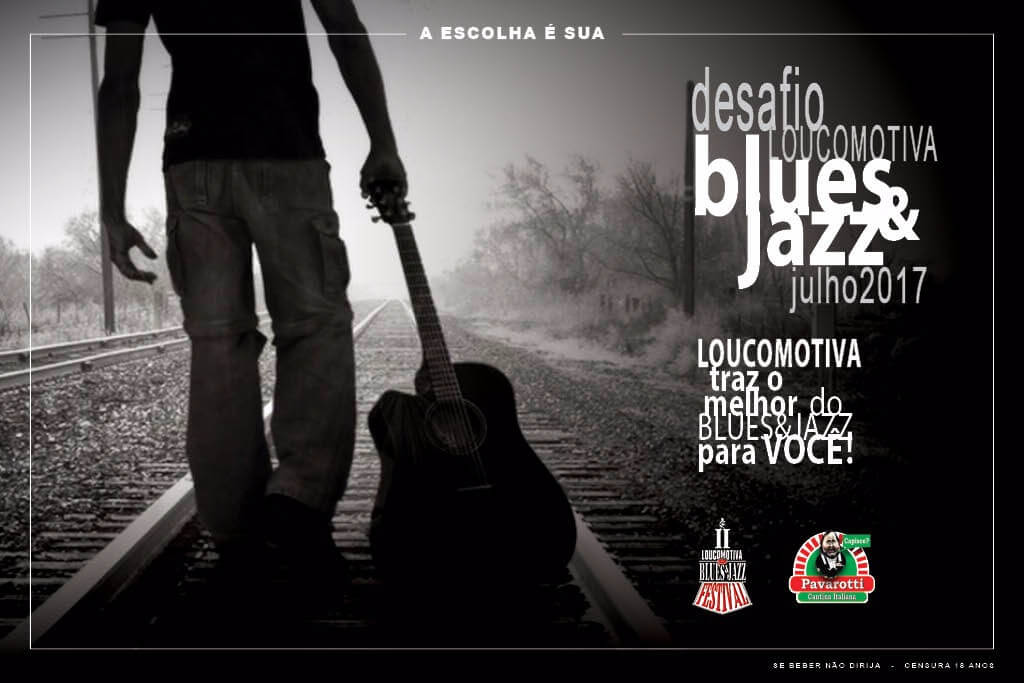 A ESCOLHA É SUA
desafio
LOUCOMOTIVA
blues
&
Jazz
julho2017
LOUCOMOTIVA
traz o
melhor do
BLUES&JAZZ
para VOCÊ!
II
LOUCOMOTIVA
BLUES&JAZZ
FESTIVAL
Capisce?
Pavarotti
Cantina Italiana
SE BEBER NÃO DIRIJA - CENSURA 18 ANOS